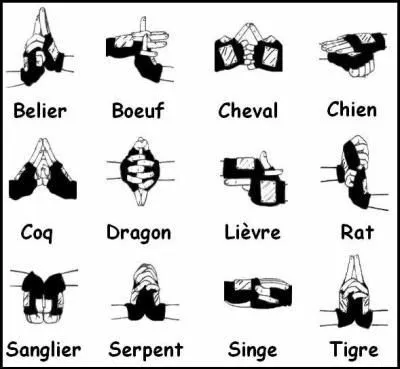 Belier Boeuf Cheval Chien
Coq Dragon Lièvre Rat
Sanglier Serpent Singe Tigre